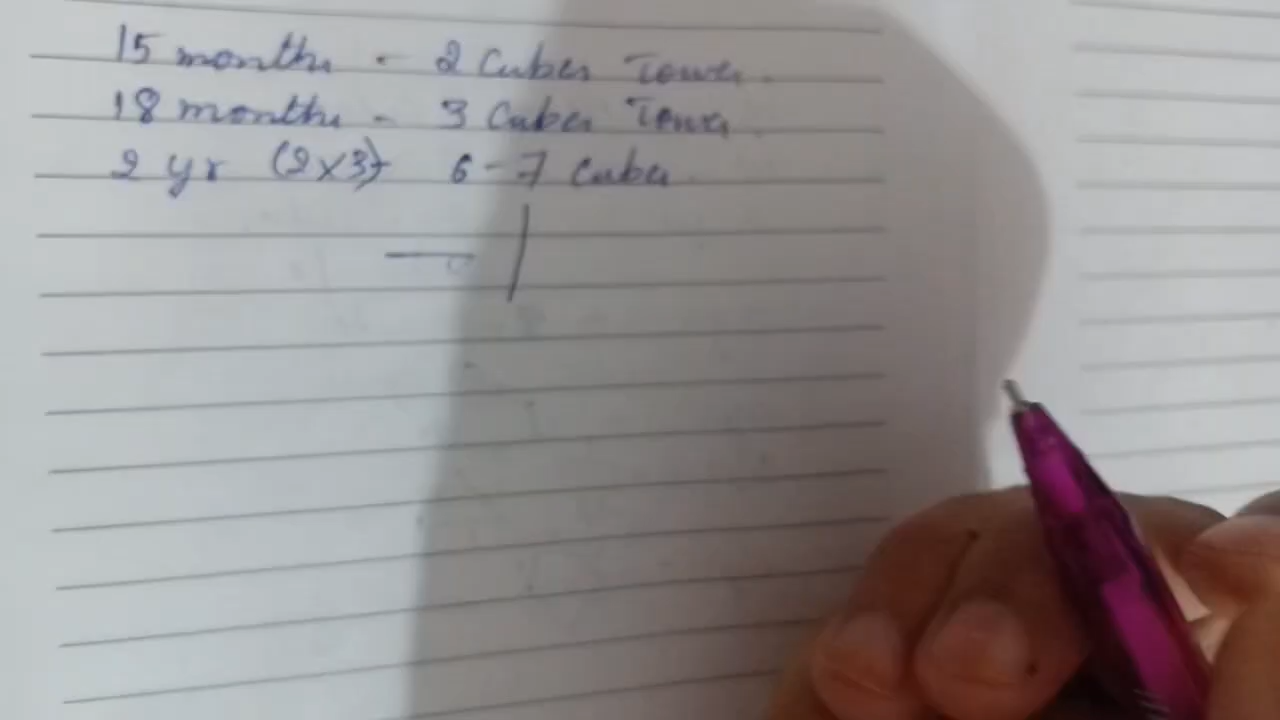 15 months - 2 Cubes Tower.
18 months - 3 Cubes Tower.
2 yr (2x3) - 6-7 Cubes